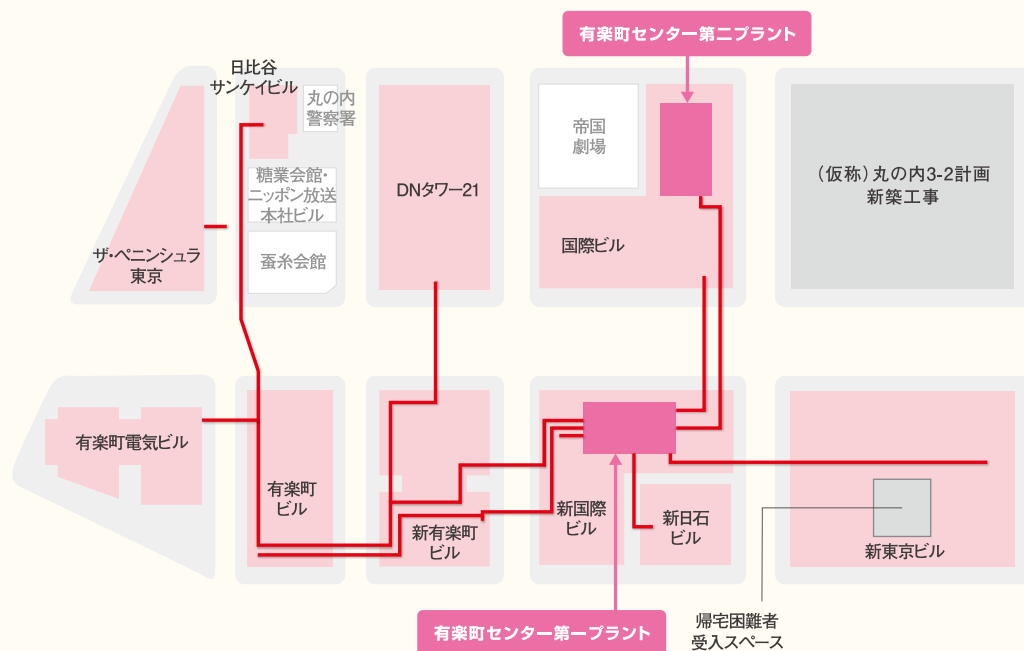 有楽町センター第二プラント
日比谷
サンケイビル
丸の内
警察署
帝国
劇場
(仮称)丸の内3-2計画
新築工事
糖業会館・
ニッポン放送
本社ビル
DNタワー21
ザ・ペニンシュラ
東京
蚕糸会館
国際ビル
有楽町電気ビル
有楽町
ビル
新有楽町
ビル
新国際
ビル
新日石
ビル
新東京ビル
帰宅困難者
受入スペース
有楽町センター第一プラント